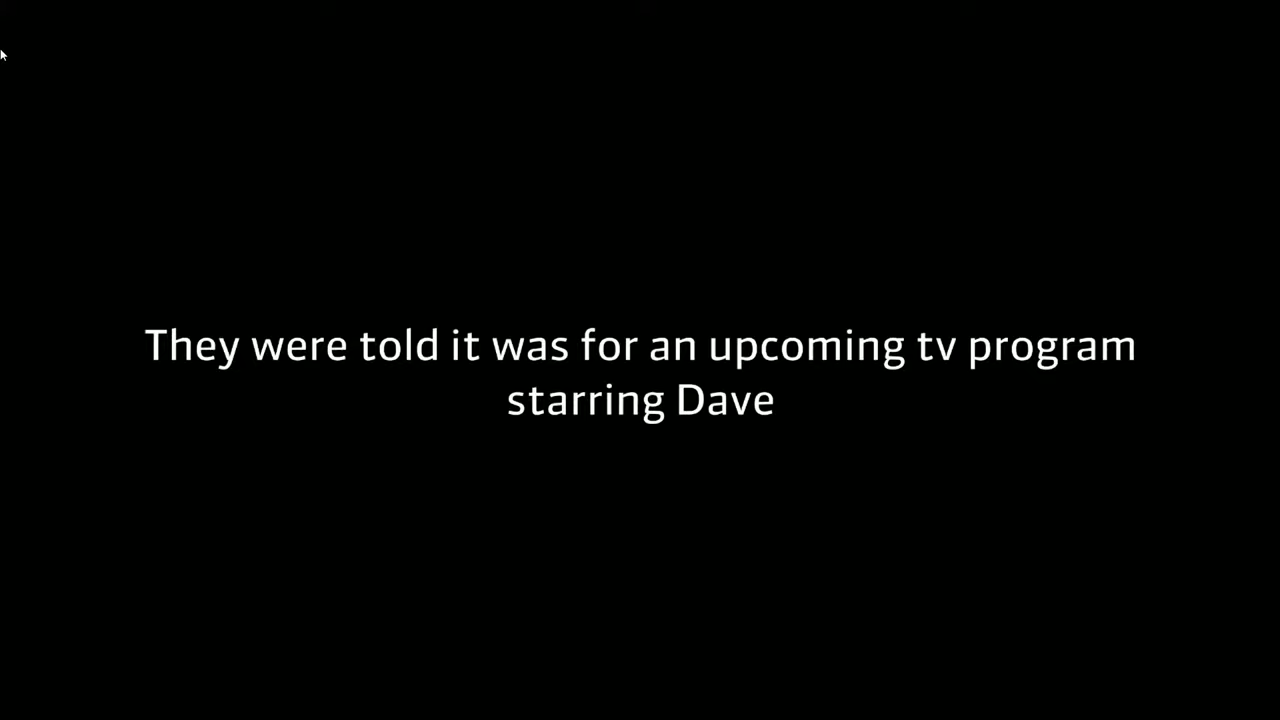 They were told it was for an upcoming tv program
starring Dave